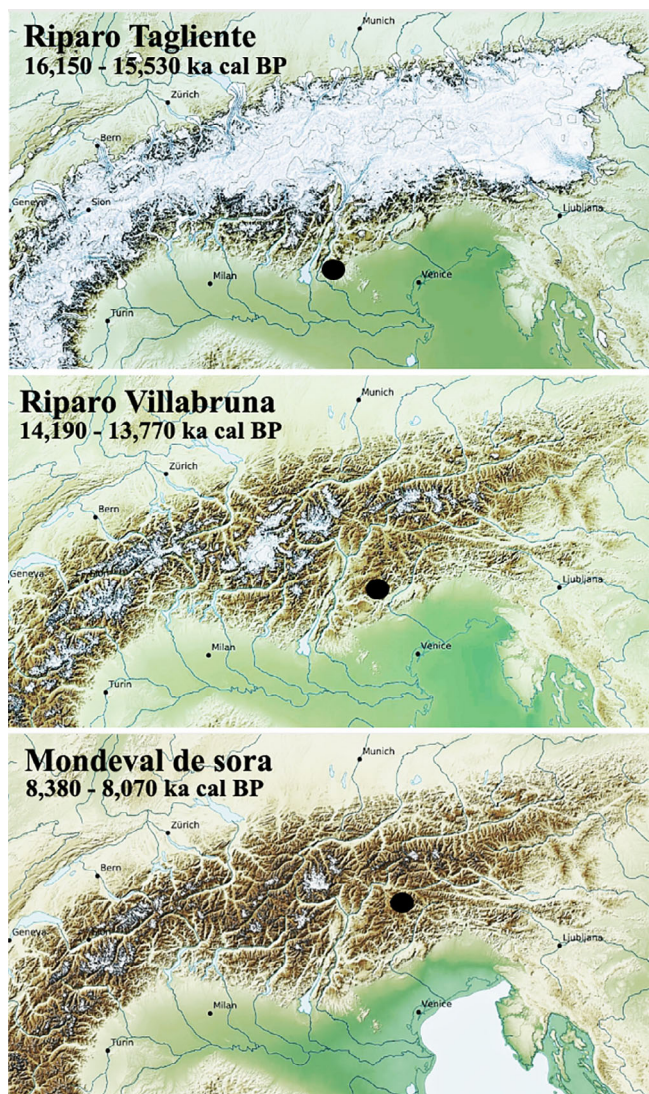 Riparo Tagliente
16,150 - 15,530 ka cal BP
Munich
Zürich
Bern
Geneva
Sion
Ljubljana
Milan
Venice
Turin
Riparo Villabruna
14,190 - 13,770 ka cal BP
Munich
Zürich
Bern
Geneva
Ljubljana
Milan
Venice
Turin
Mondeval de sora
8,380 - 8,070 ka cal BP
Munich
Zürich
Bern
Geneva
Ljubljana
Milan
Venice
Turin